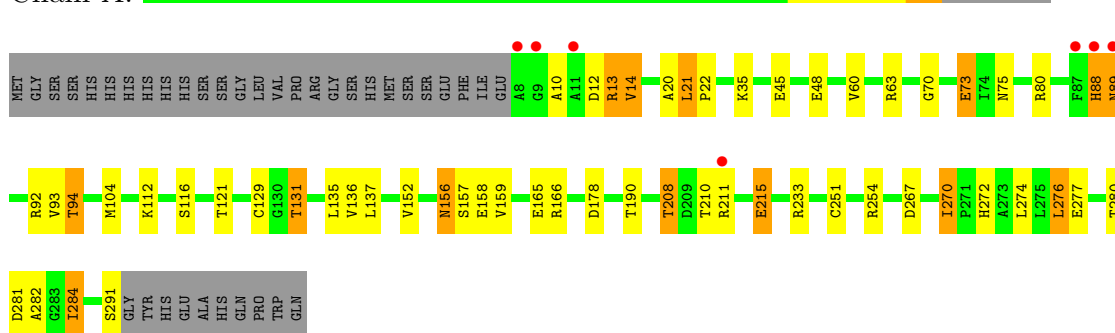 MET GLY SER SER HIS HIS HIS HIS HIS HIS SER SER GLY LEU VAL PRO ARG GLY SER HIS MET SER SER GLU PHE ILE GLU A8 G9 A10 A11 D12 R13 V14 A20 L21 P22 K35 E45 E48 V60 R63 G70 E73 I74 N75 R80 F87 H88 N89
R92 V93 T94 M104 K112 S116 T121 C129 G130 T131 L135 V136 L137 V152 N156 S157 E158 V159 E165 R166 D178 T190 T208 D209 T210 R211 E215 R233 C251 R254 D267 I270 P271 H272 A273 L274 L275 L276 E277 T280
D281 A282 G283 I284 S291 GLY TYR HIS GLU ALA HIS GLN PRO TRP GLN